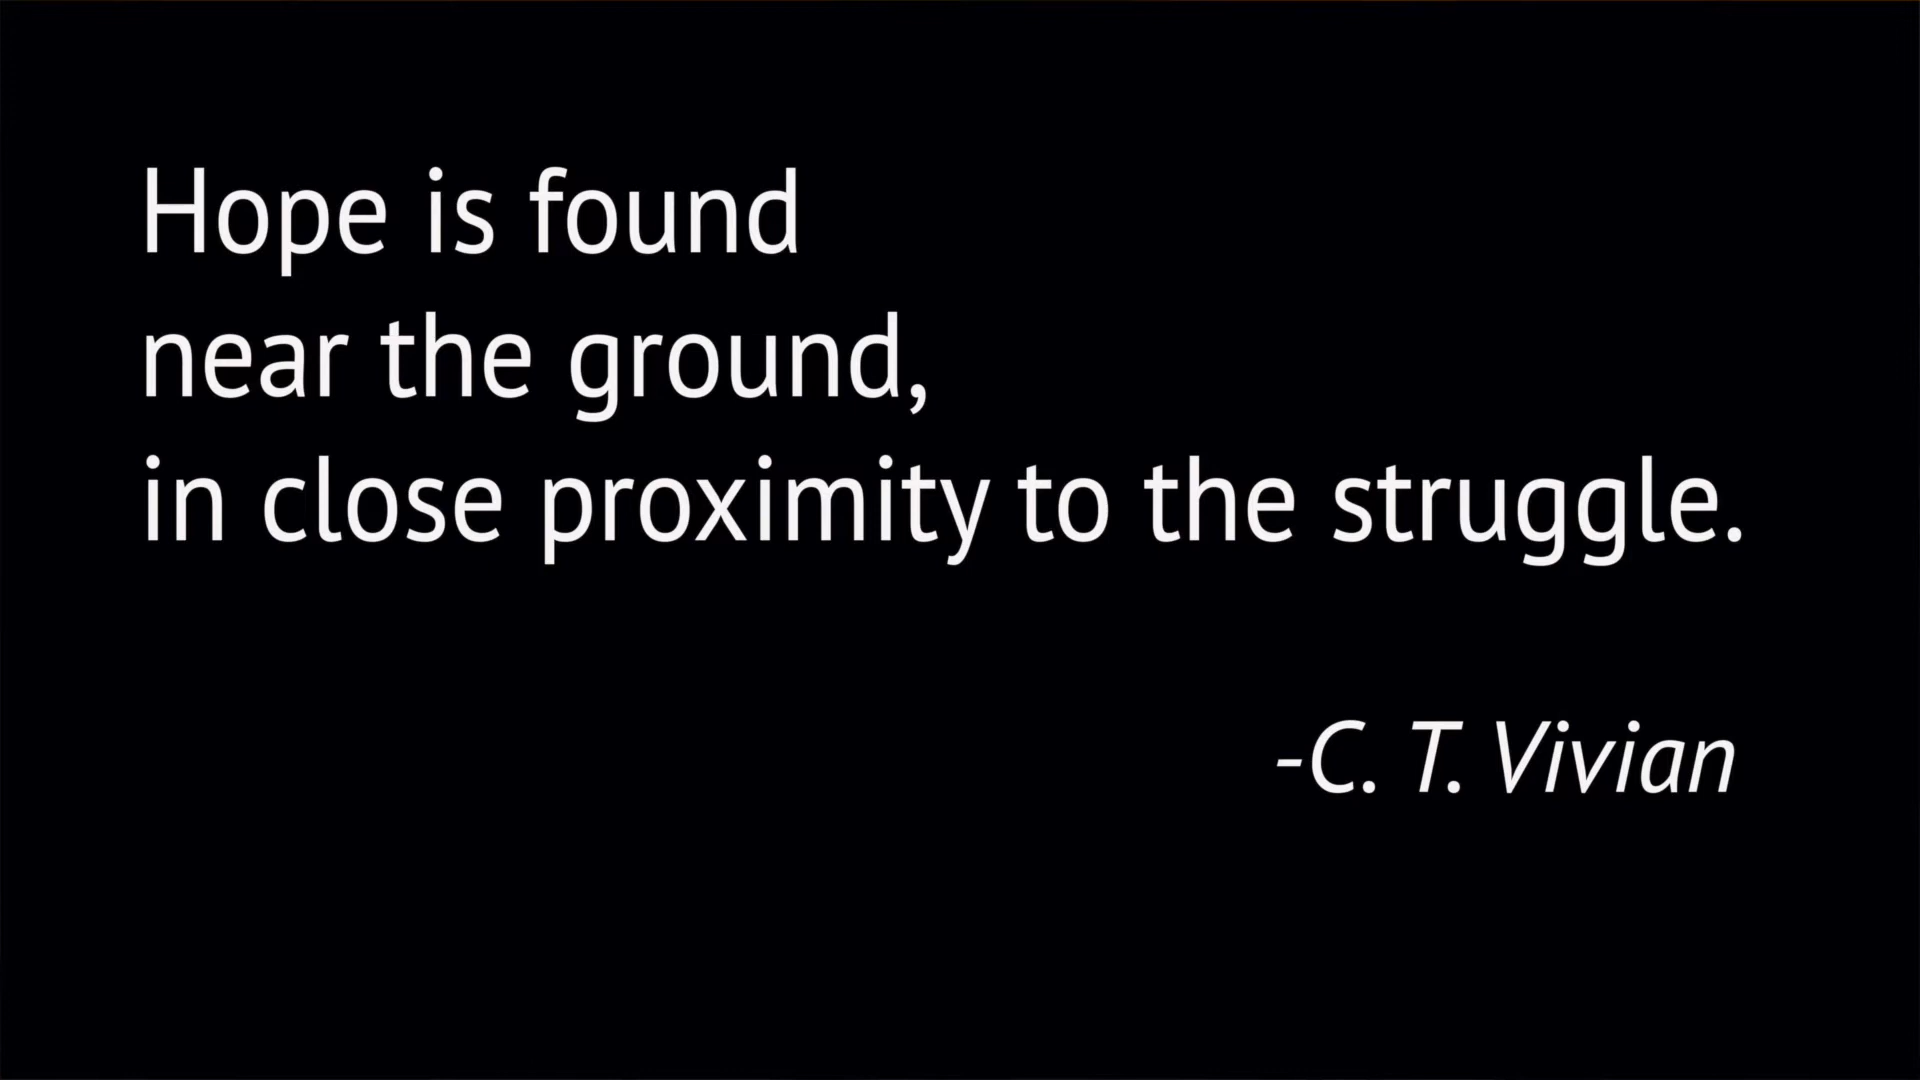 Hope is found
near the ground,
in close proximity to the struggle.
-C. T. Vivian